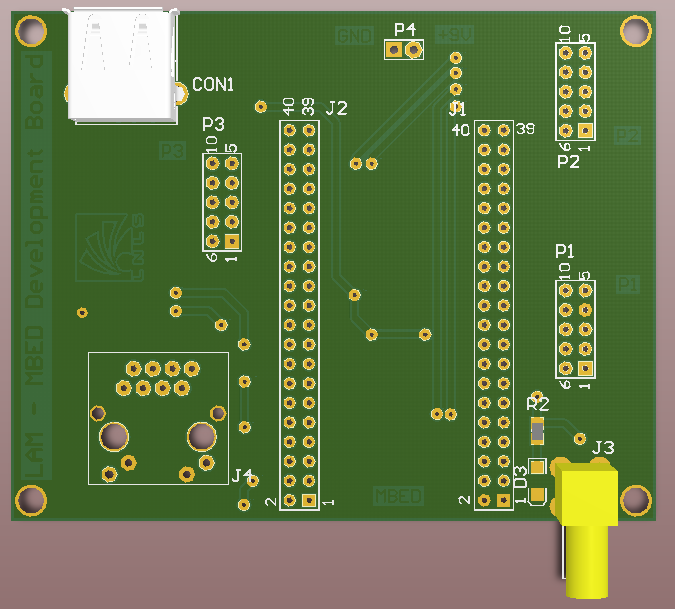 GND
P4
+9V
10
5
CON1
40
39
J2
J1
40
39
P3
10
5
P3
6
1
P2
6
1
P2
P1
10
5
P1
6
1
LNLS
LAM - MBED Development Board
R2
J3
D3
J4
2
1
MBED
2
1